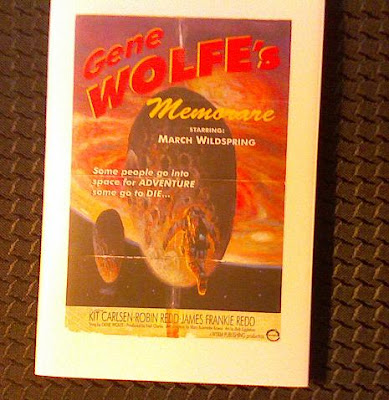 Gene
WOLFE's
Memorare
STARRING:
MARCH WILDSPRING
Some people go into
space for ADVENTURE
some go to DIE...
KIT CARLSEN ROBIN REDD JAMES FRANKIE REDD